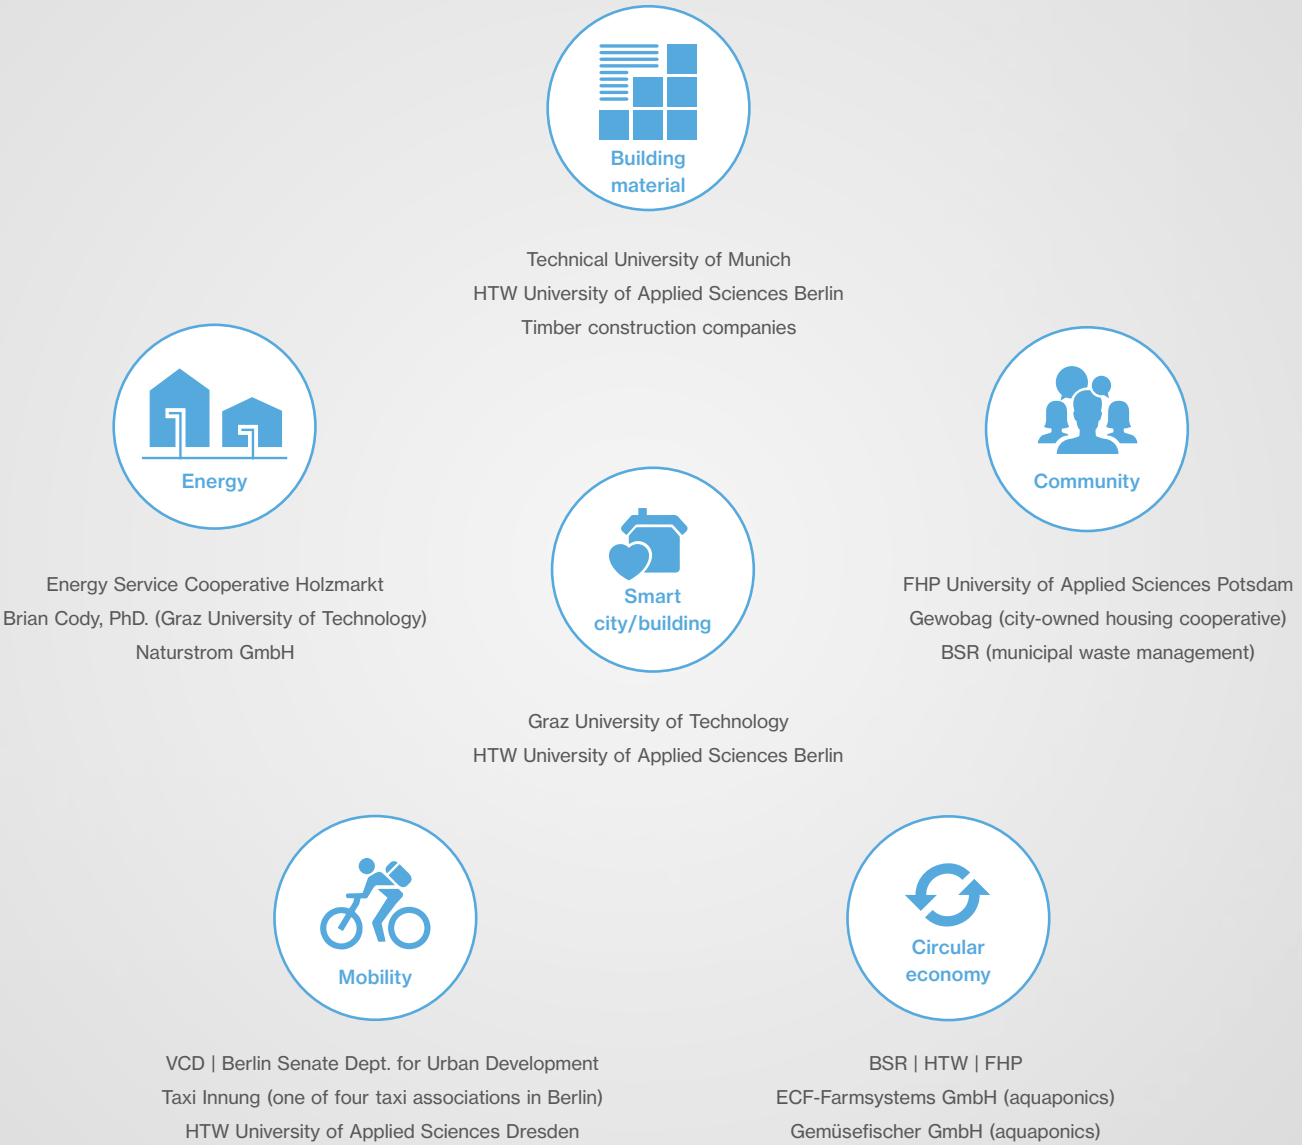 Building
material
Technical University of Munich
HTW University of Applied Sciences Berlin
Timber construction companies
Energy
Energy Service Cooperative Holzmarkt
Brian Cody, PhD. (Graz University of Technology)
Naturstrom GmbH
Smart
city/building
Graz University of Technology
HTW University of Applied Sciences Berlin
Community
FHP University of Applied Sciences Potsdam
Gewobag (city-owned housing cooperative)
BSR (municipal waste management)
Mobility
VCD | Berlin Senate Dept. for Urban Development
Taxi Innung (one of four taxi associations in Berlin)
HTW University of Applied Sciences Dresden
Circular
economy
BSR | HTW | FHP
ECF-Farmsystems GmbH (aquaponics)
Gemüsefischer GmbH (aquaponics)